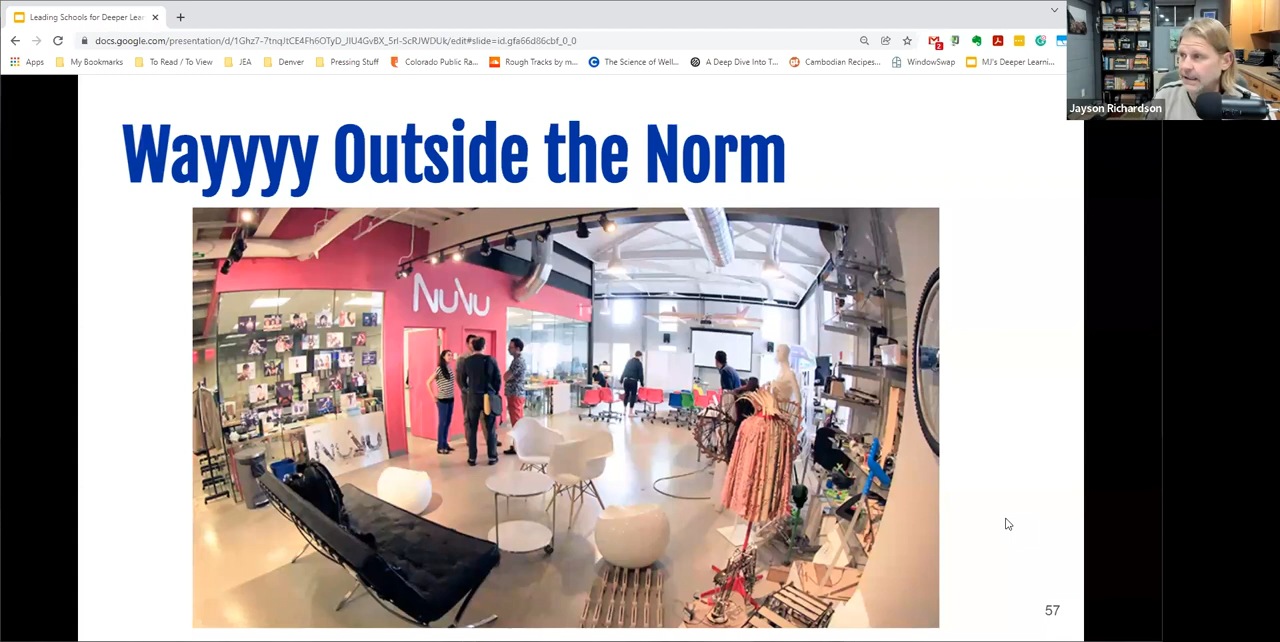 Leading Schools for Deeper Lea
docs.google.com/presentation/d/1Ghz7-7tnqJtCE4Fh6OTyD_JIU4GvBX_5rI-ScRJWDUk/edit#slide=id.gfa66d86cbf_0_0
2
Apps My Bookmarks To Read / To View JEA Denver Pressing Stuff Colorado Public Ra... Rough Tracks by m... The Science of Well... A Deep Dive Into T... Cambodian Recipes... WindowSwap MJ's Deeper Learni...
Jayson Richardson
Wayyyy Outside the Norm
NuVu
NuVu
57